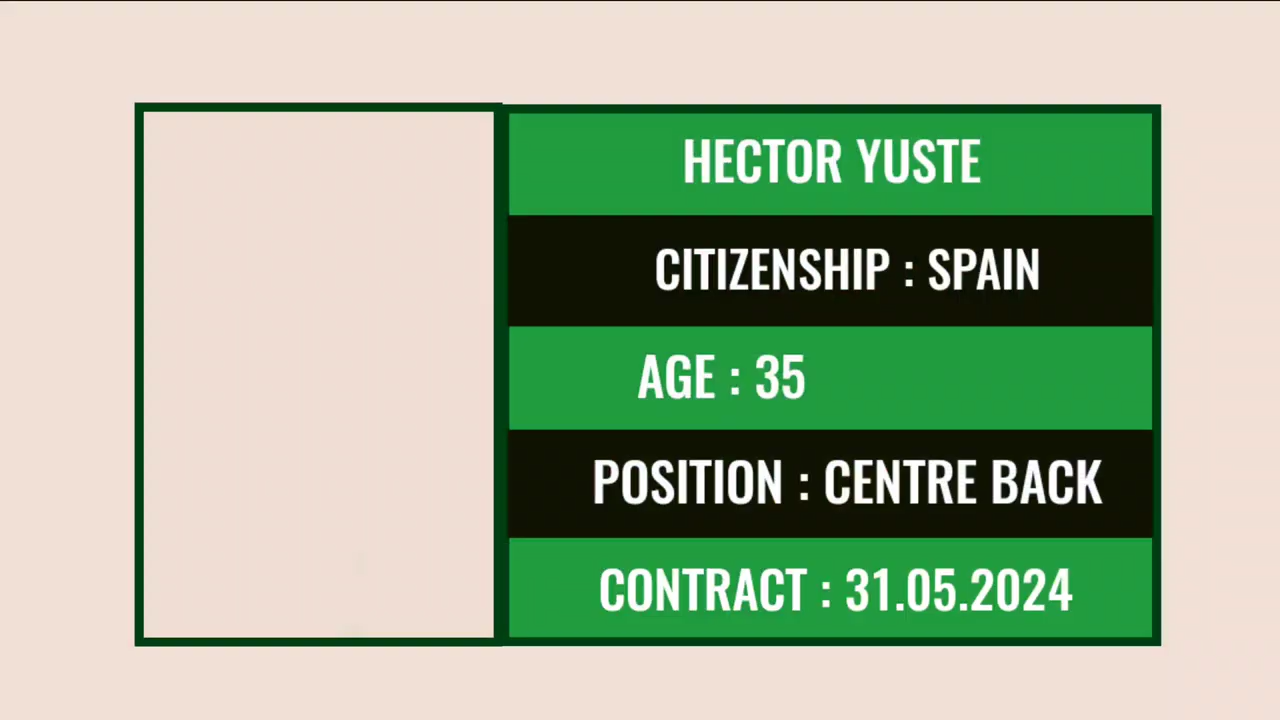 HECTOR YUSTE
CITIZENSHIP : SPAIN
AGE : 35
POSITION : CENTRE BACK
CONTRACT : 31.05.2024